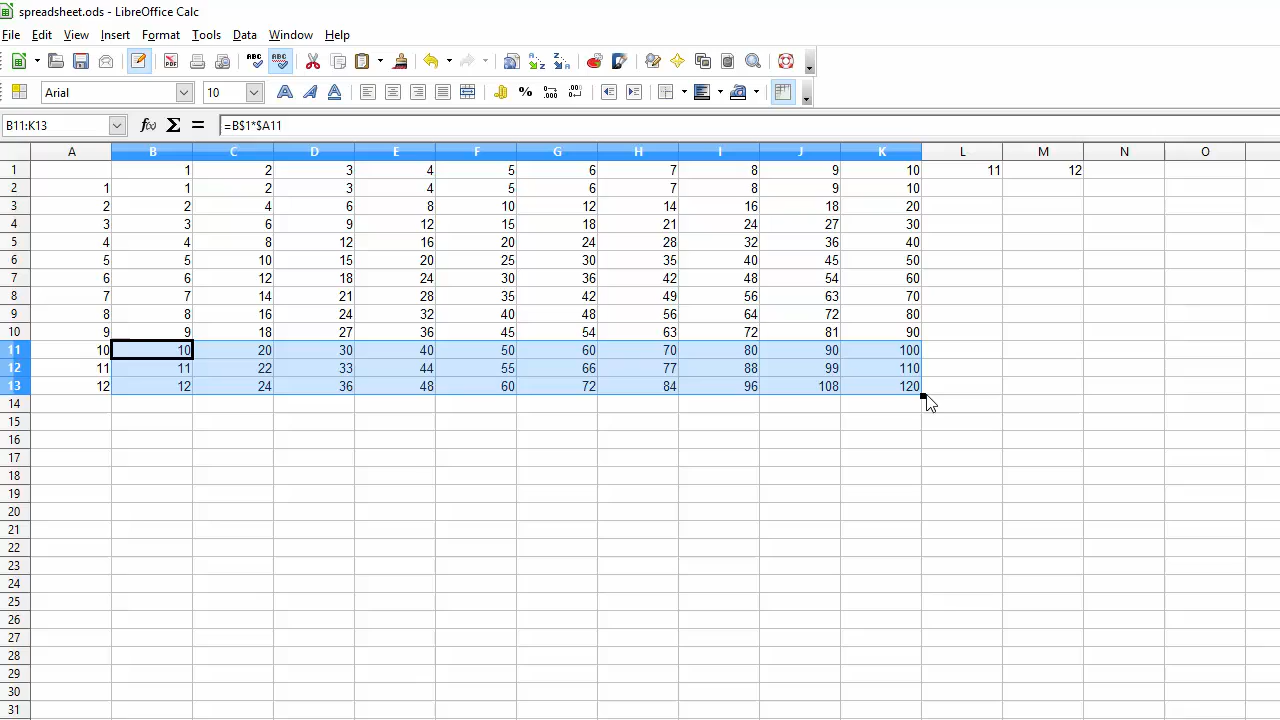 spreadsheet.ods - LibreOffice Calc
File Edit View Insert Format Tools Data Window Help
Arial 10
B11:K13 =B$1*$A11
A B C D E F G H I J K L M N O
1 1 2 3 4 5 6 7 8 9 10 11 12
2 1 1 2 3 4 5 6 7 8 9 10
3 2 2 4 6 8 10 12 14 16 18 20
4 3 3 6 9 12 15 18 21 24 27 30
5 4 4 8 12 16 20 24 28 32 36 40
6 5 5 10 15 20 25 30 35 40 45 50
7 6 6 12 18 24 30 36 42 48 54 60
8 7 7 14 21 28 35 42 49 56 63 70
9 8 8 16 24 32 40 48 56 64 72 80
10 9 9 18 27 36 45 54 63 72 81 90
11 10 10 20 30 40 50 60 70 80 90 100
12 11 11 22 33 44 55 66 77 88 99 110
13 12 12 24 36 48 60 72 84 96 108 120
14
15
16
17
18
19
20
21
22
23
24
25
26
27
28
29
30
31